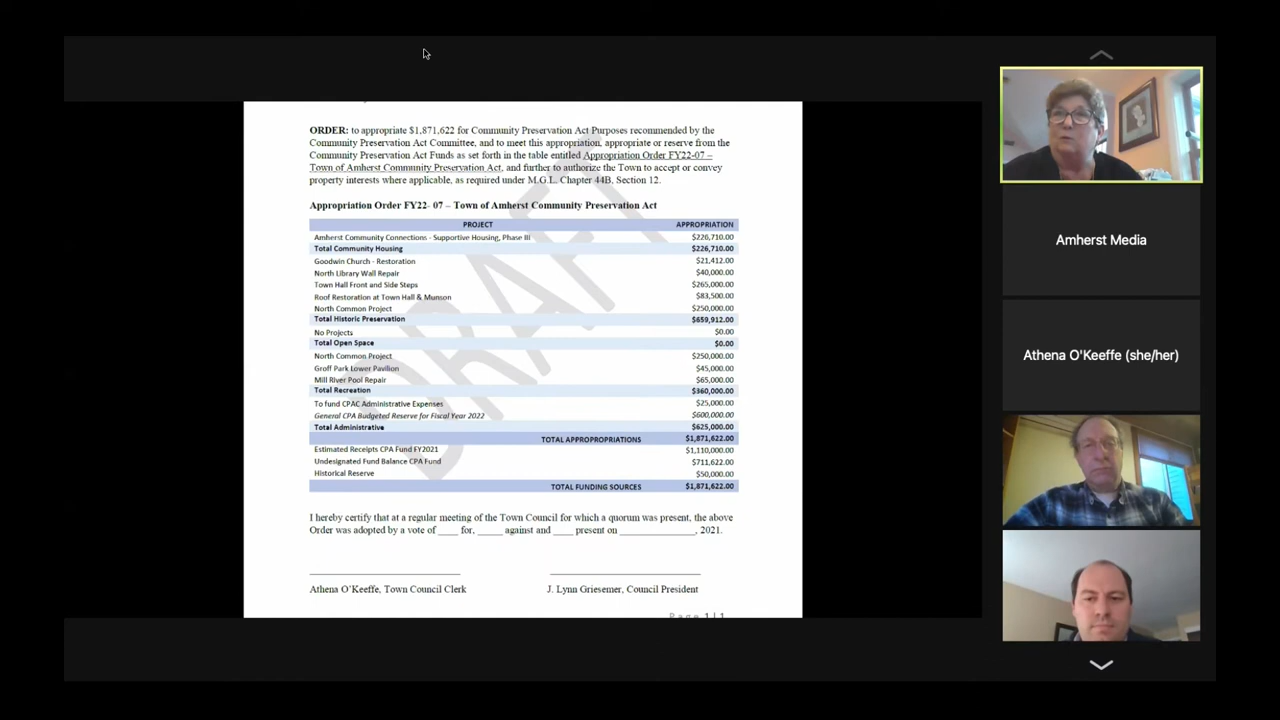 ORDER: to appropriate $1,871,622 for Community Preservation Act Purposes recommended by the
Community Preservation Act Committee, and to meet this appropriation, appropriate or reserve from the
Community Preservation Act Funds as set forth in the table entitled Appropriation Order FY22-07 –
Town of Amherst Community Preservation Act, and further to authorize the Town to accept or convey
property interests where applicable, as required under M.G.L. Chapter 44B, Section 12.
Appropriation Order FY22- 07 – Town of Amherst Community Preservation Act
PROJECT APPROPRIATION
Amherst Community Connections - Supportive Housing, Phase III $226,710.00
Total Community Housing $226,710.00
Goodwin Church - Restoration $21,412.00
North Library Wall Repair $40,000.00
Town Hall Front and Side Steps $265,000.00
Roof Restoration at Town Hall & Munson $83,500.00
North Common Project $250,000.00
Total Historic Preservation $659,912.00
No Projects $0.00
Total Open Space $0.00
North Common Project $250,000.00
Groff Park Lower Pavilion $45,000.00
Mill River Pool Repair $65,000.00
Total Recreation $360,000.00
To fund CPAC Administrative Expenses $25,000.00
General CPA Budgeted Reserve for Fiscal Year 2022 $600,000.00
Total Administrative $625,000.00
TOTAL APPROPROPRIATIONS $1,871,622.00
Estimated Receipts CPA Fund FY2021 $1,110,000.00
Undesignated Fund Balance CPA Fund $711,622.00
Historical Reserve $50,000.00
TOTAL FUNDING SOURCES $1,871,622.00
DRAFT
I hereby certify that at a regular meeting of the Town Council for which a quorum was present, the above
Order was adopted by a vote of ____ for, _____ against and ____ present on ______________, 2021.
Athena O'Keeffe, Town Council Clerk J. Lynn Griesemer, Council President
Page 1 | 1
Amherst Media
Athena O'Keeffe (she/her)